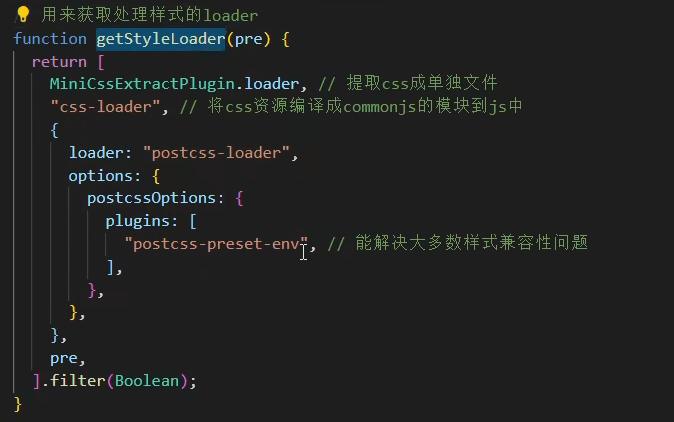 用来获取处理样式的loader
function getStyleLoader(pre) {
return [
MiniCssExtractPlugin.loader, // 提取css成单独文件
"css-loader", // 将css资源编译成commonjs的模块到js中
{
loader: "postcss-loader",
options: {
postcssOptions: {
plugins: [
"postcss-preset-env", // 能解决大多数样式兼容性问题
],
},
},
},
pre,
].filter(Boolean);
}